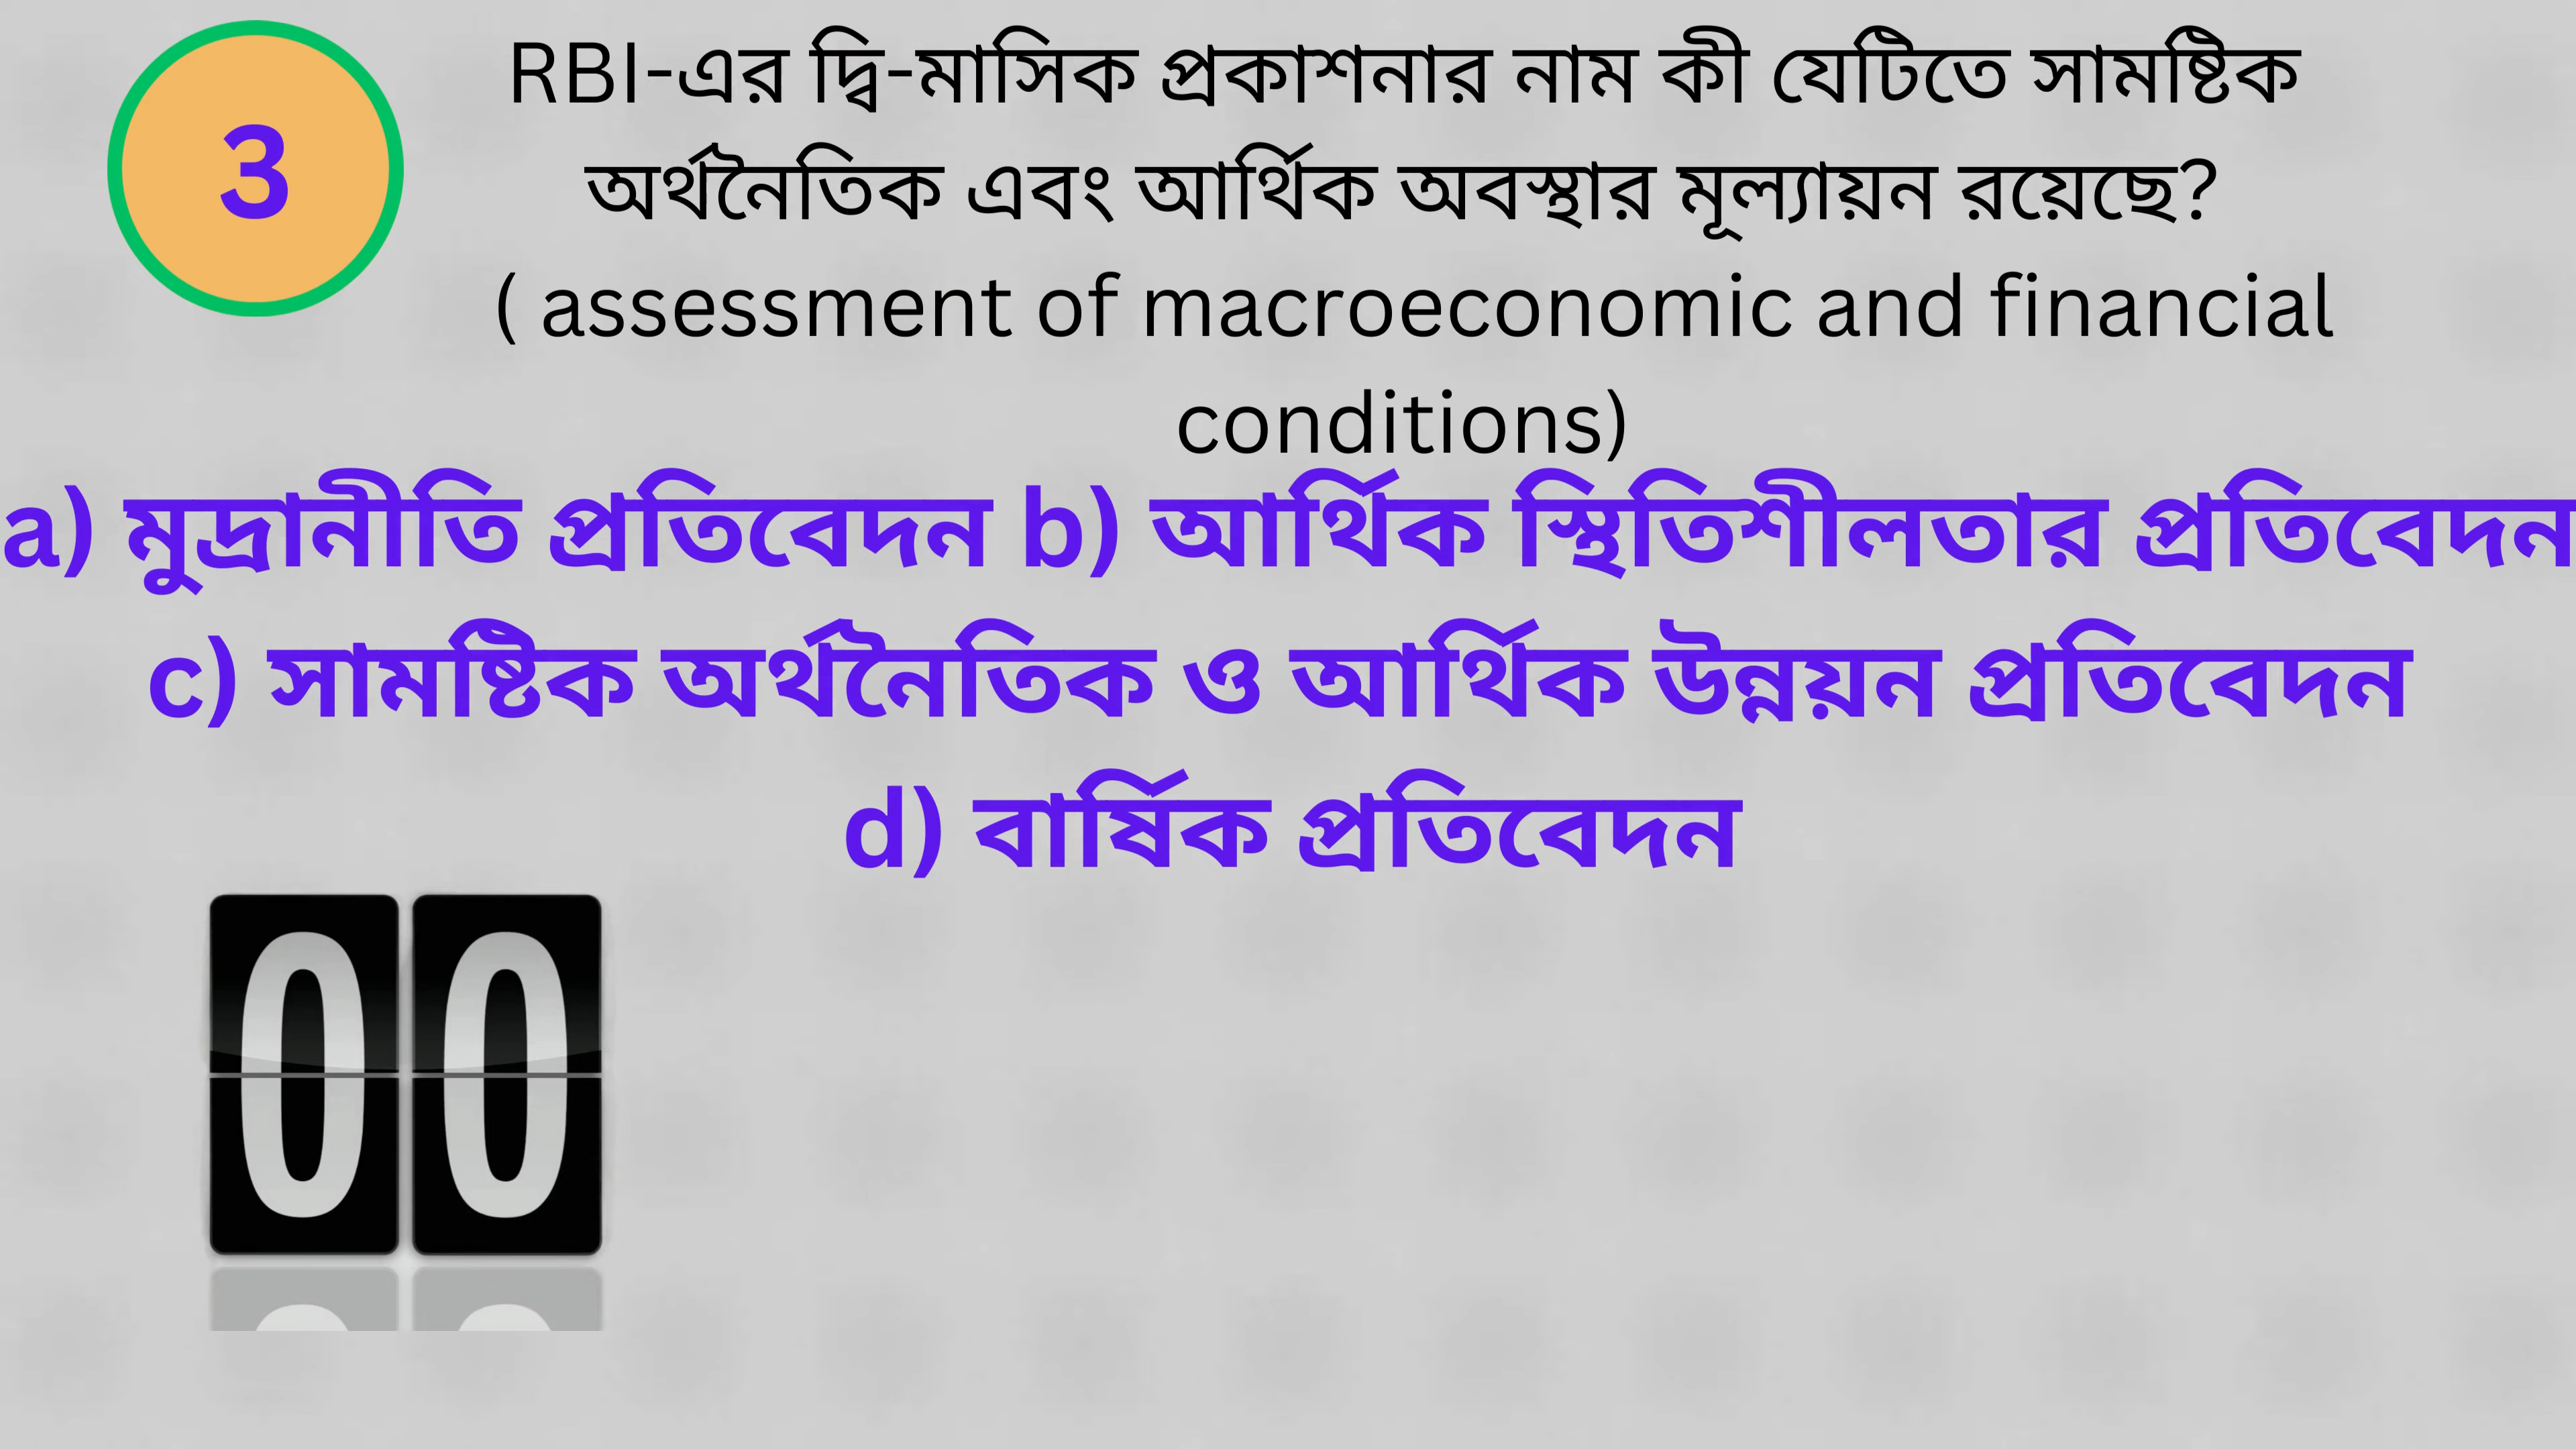 3
RBI-এর দ্বি-মাসিক প্রকাশনার নাম কী যেটিতে সামষ্টিক
অর্থনৈতিক এবং আর্থিক অবস্থার মূল্যায়ন রয়েছে?
( assessment of macroeconomic and financial
conditions)
a) মুদ্রানীতি প্রতিবেদন b) আর্থিক স্থিতিশীলতার প্রতিবেদন
c) সামষ্টিক অর্থনৈতিক ও আর্থিক উন্নয়ন প্রতিবেদন
d) বার্ষিক প্রতিবেদন
00